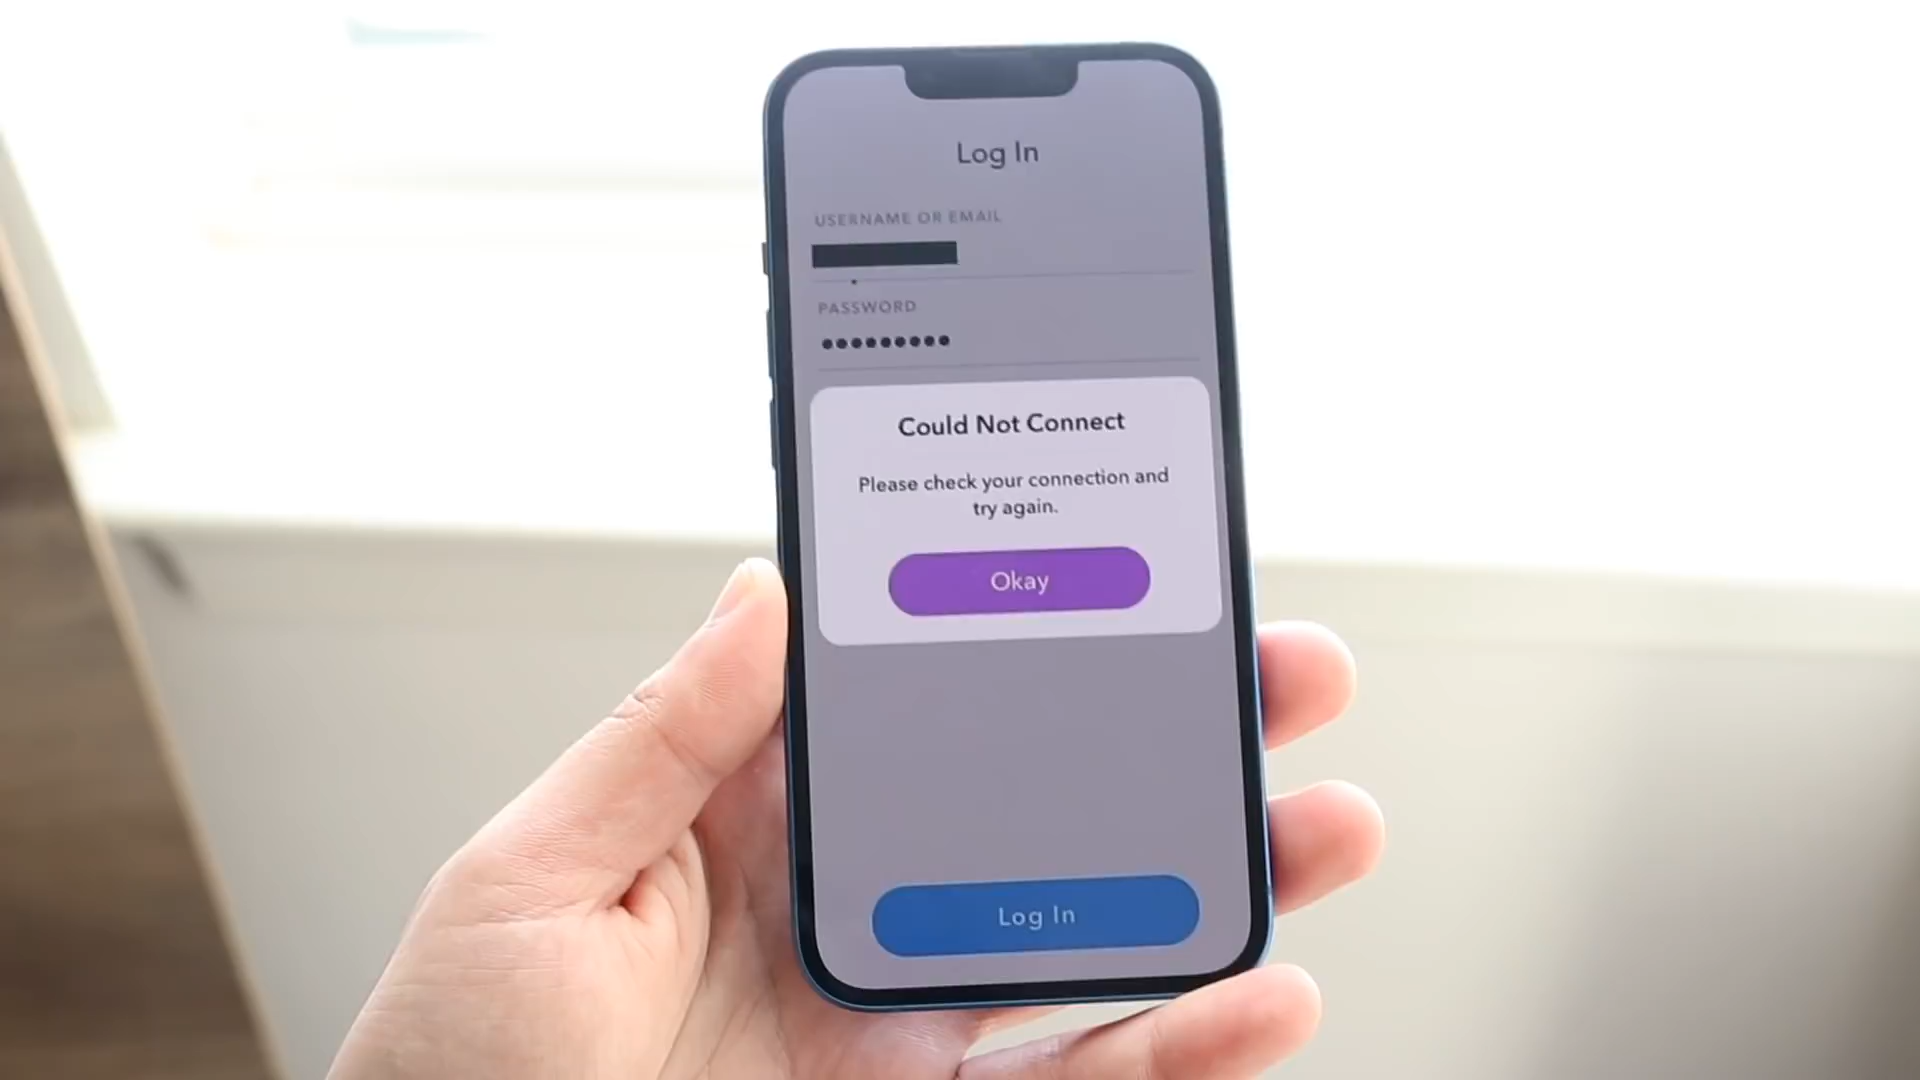 Log In
USERNAME OR EMAIL
PASSWORD
Could Not Connect
Please check your connection and
try again.
Okay
Log In